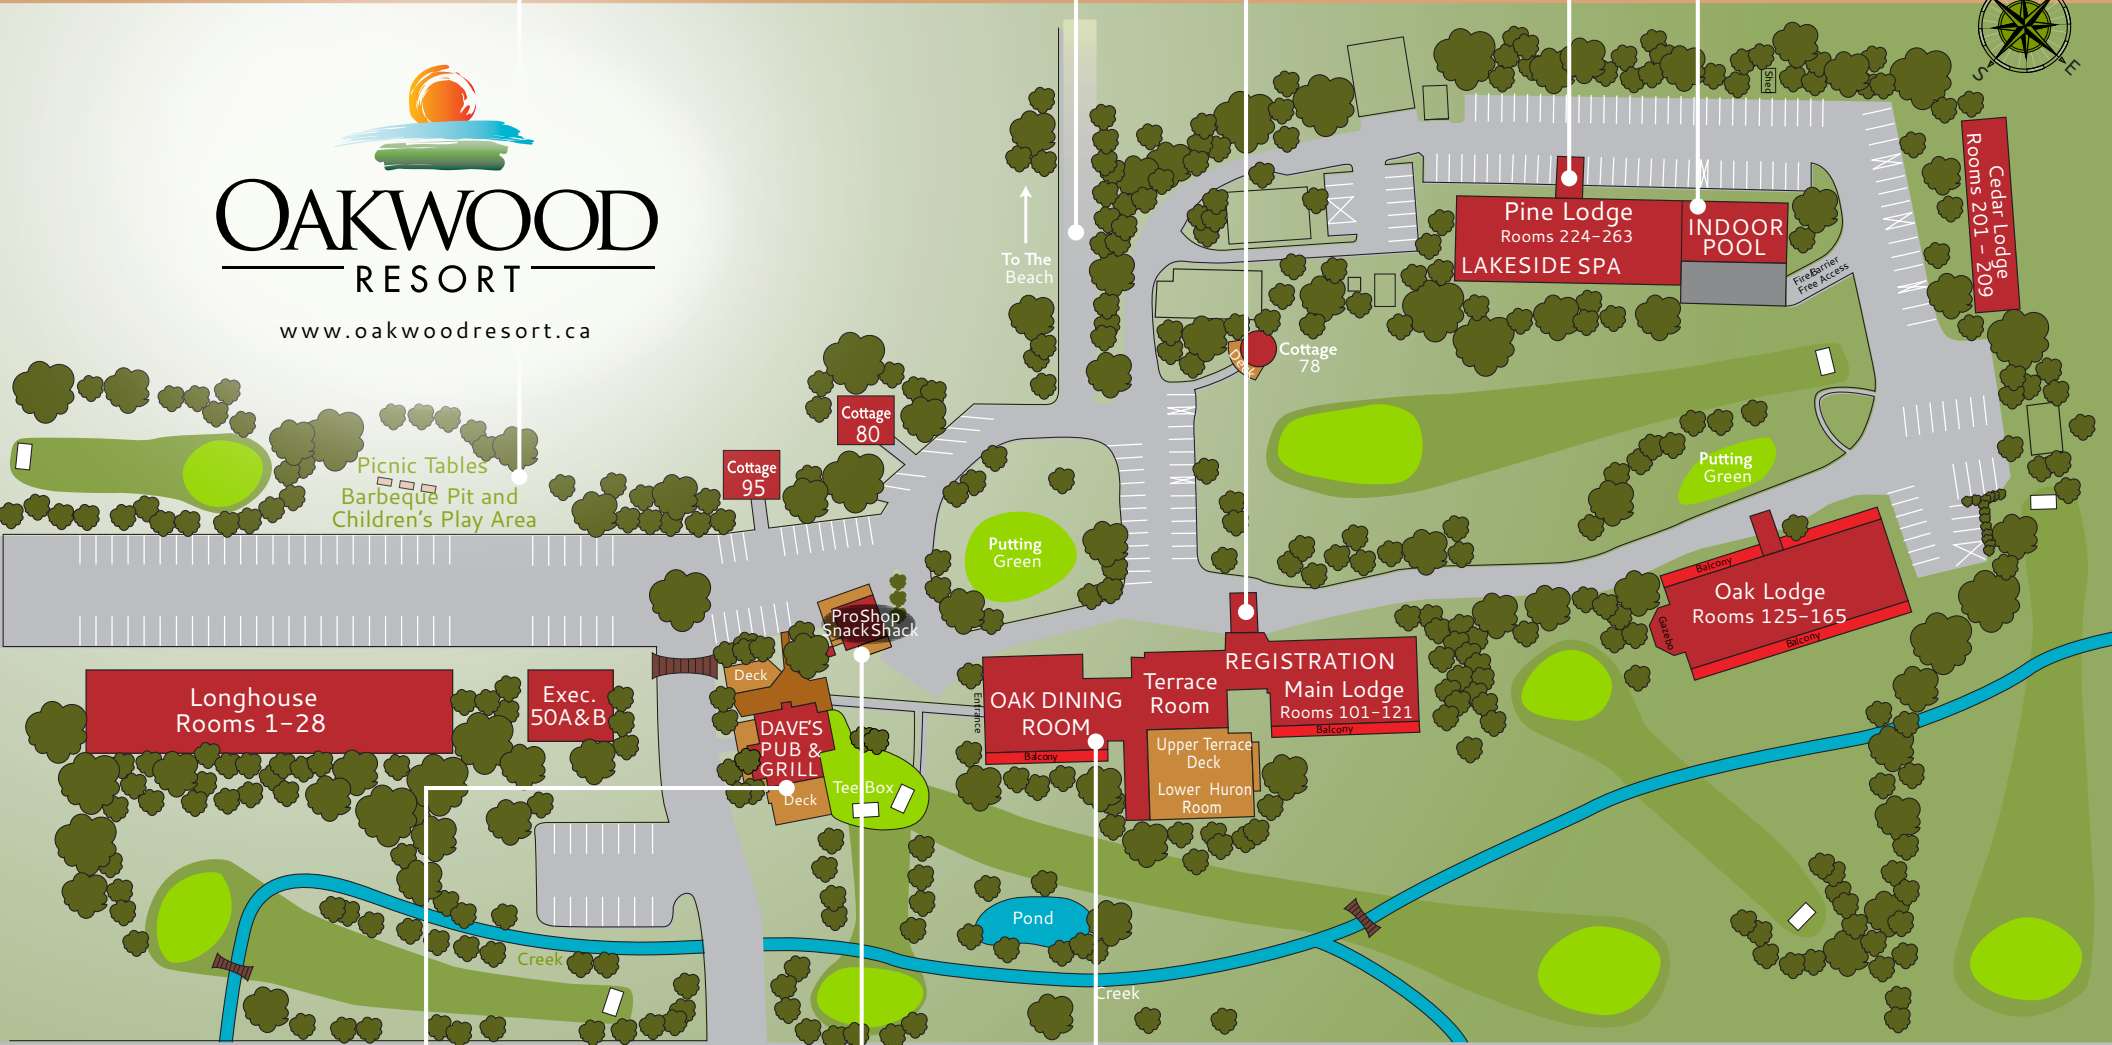 OAKWOOD
RESORT
www.oakwoodresort.ca
S
E
Shed
To The
Beach
Pine Lodge
Rooms 224-263
LAKESIDE SPA
INDOOR
POOL
Cedar Lodge
Rooms 201 - 209
Fire Barrier
Free Access
Deck
Cottage
78
Cottage
80
Cottage
95
Picnic Tables
Barbeque Pit and
Children's Play Area
Putting
Green
Putting
Green
ProShop
SnackShack
Balcony
Oak Lodge
Rooms 125-165
Balcony
Gazebo
Longhouse
Rooms 1-28
Exec.
50A&B
Deck
DAVE'S
PUB &
GRILL
Deck
Tee Box
Entrance
OAK DINING
ROOM
Balcony
Terrace
Room
REGISTRATION
Main Lodge
Rooms 101-121
Balcony
Upper Terrace
Deck
Lower Huron
Room
Pond
Creek
Creek